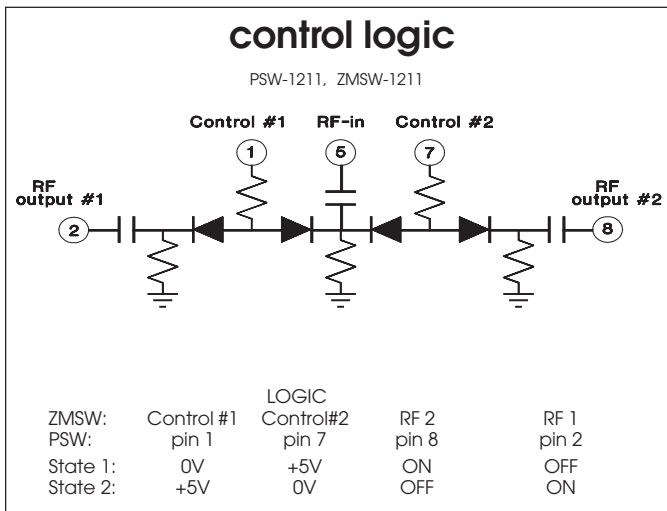 control logic
PSW-1211, ZMSW-1211
Control #1 RF-in Control #2
1 5 7
RF
output #1
RF
output #2
2 8
LOGIC
ZMSW: Control #1 Control#2 RF 2 RF 1
PSW: pin 1 pin 7 pin 8 pin 2
State 1: 0V +5V ON OFF
State 2: +5V 0V OFF ON